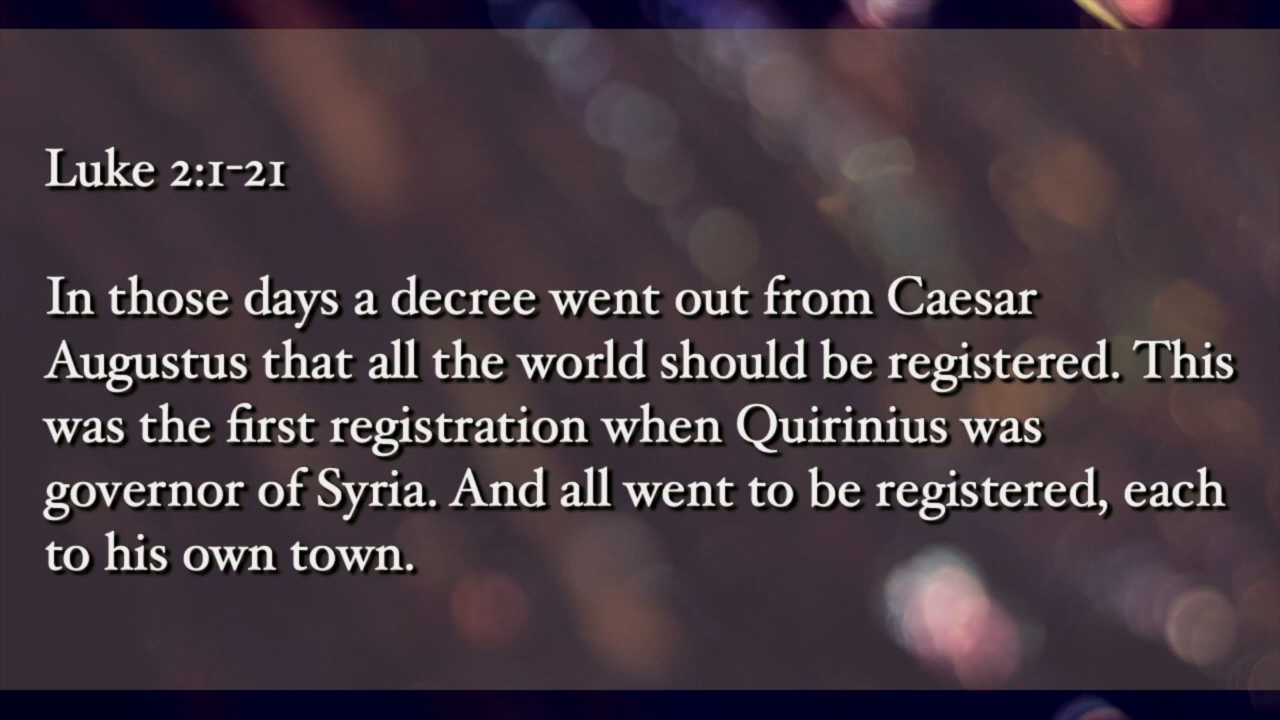 Luke 2:1-21
In those days a decree went out from Caesar
Augustus that all the world should be registered. This
was the first registration when Quirinius was
governor of Syria. And all went to be registered, each
to his own town.